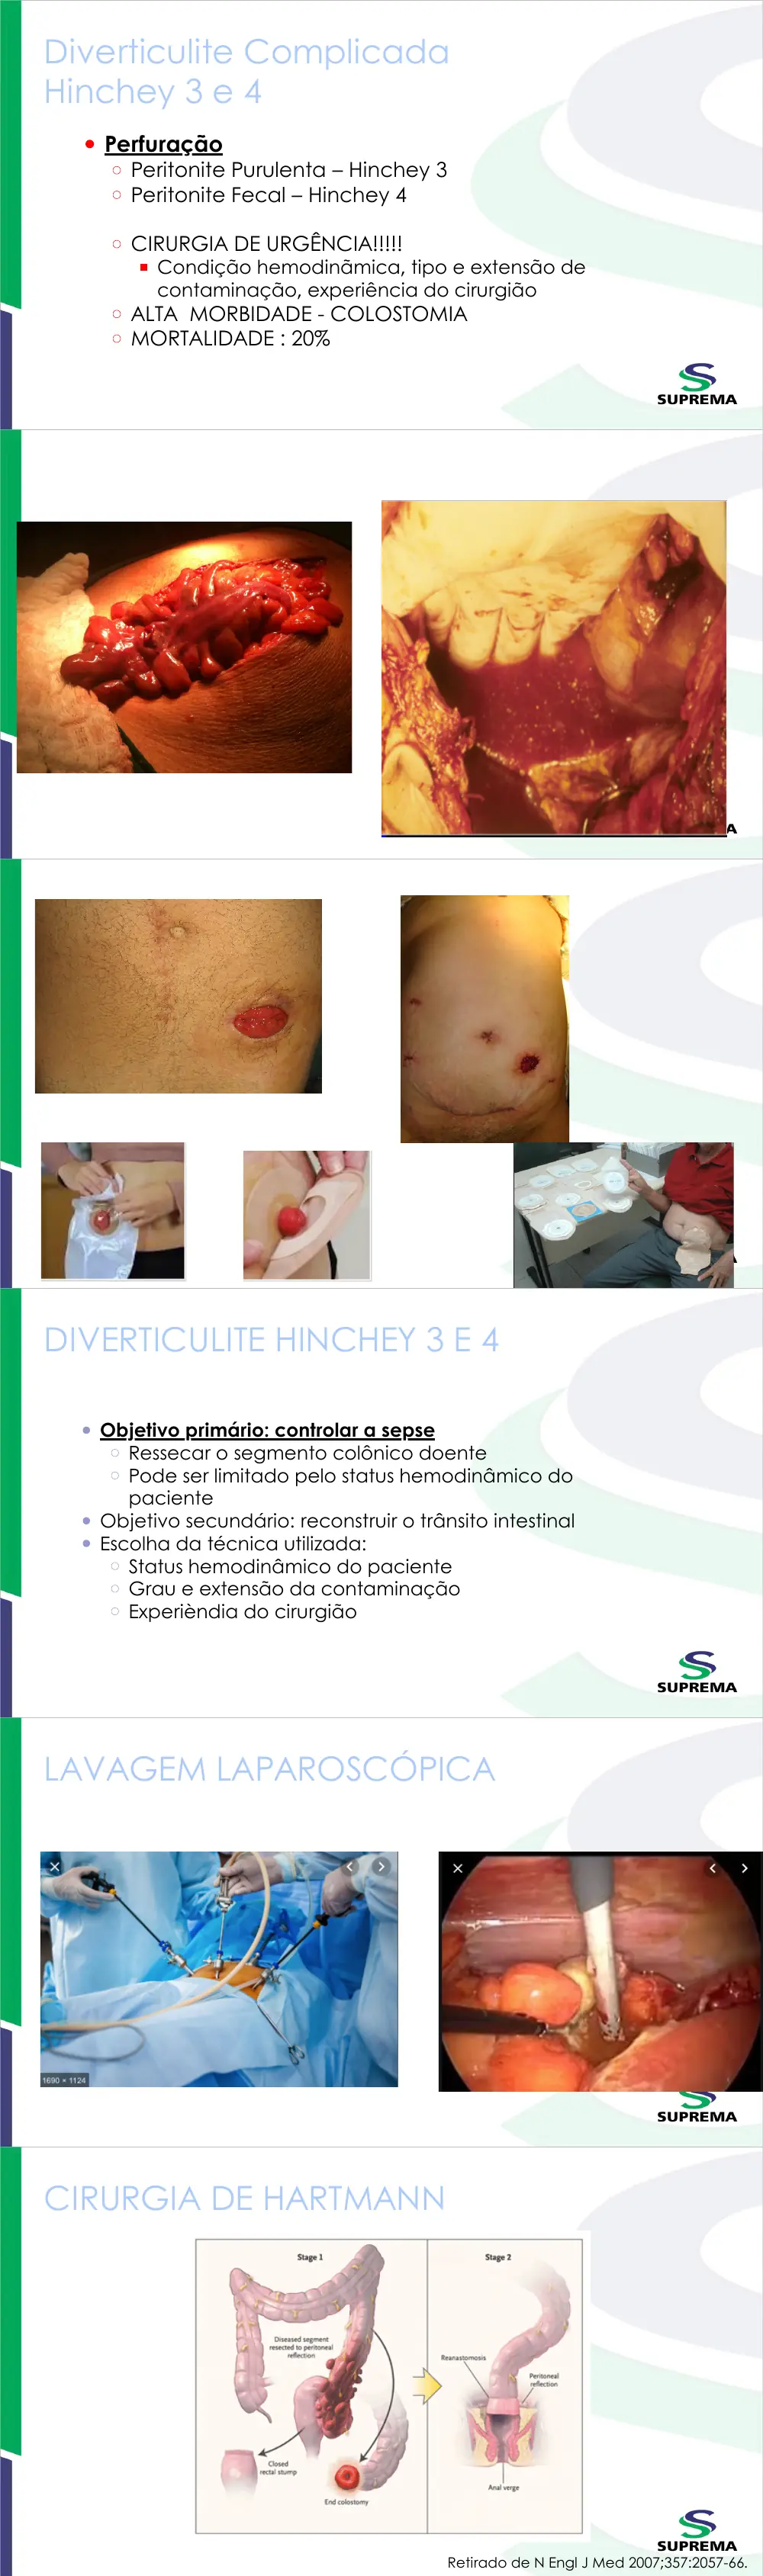 Diverticulite Complicada
Hinchey 3 e 4
Perfuração
Peritonite Purulenta – Hinchey 3
Peritonite Fecal – Hinchey 4
CIRURGIA DE URGÊNCIA!!!!!
Condição hemodinãmica, tipo e extensão de
contaminação, experiência do cirurgião
ALTA MORBIDADE - COLOSTOMIA
MORTALIDADE : 20%
SUPREMA
A
DIVERTICULITE HINCHEY 3 E 4
Objetivo primário: controlar a sepse
Ressecar o segmento colônico doente
Pode ser limitado pelo status hemodinâmico do
paciente
Objetivo secundário: reconstruir o trânsito intestinal
Escolha da técnica utilizada:
Status hemodinâmico do paciente
Grau e extensão da contaminação
Experièndia do cirurgião
SUPREMA
LAVAGEM LAPAROSCÓPICA
1690 × 1124
SUPREMA
CIRURGIA DE HARTMANN
Stage 1
Stage 2
Diseased segment
resected to peritoneal
reflection
Reanastomosis
Peritoneal
reflection
Closed
rectal stump
End colostomy
Anal verge
SUPREMA
Retirado de N Engl J Med 2007;357:2057-66.